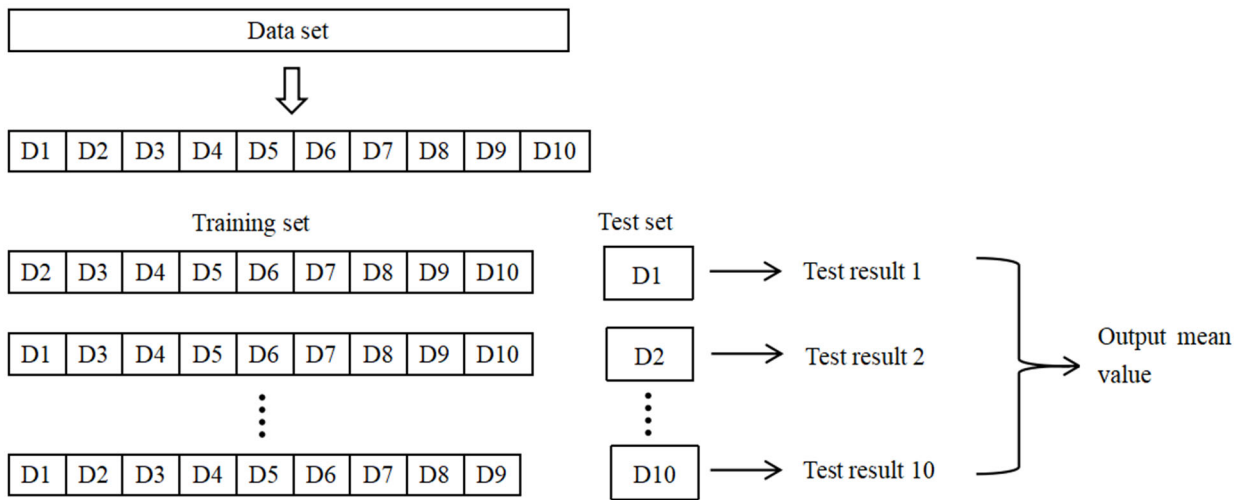 Data set
D1 D2 D3 D4 D5 D6 D7 D8 D9 D10
Training set Test set
D2 D3 D4 D5 D6 D7 D8 D9 D10 D1 Test result 1
D1 D3 D4 D5 D6 D7 D8 D9 D10 D2 Test result 2
Output mean
value
D1 D2 D3 D4 D5 D6 D7 D8 D9 D10 Test result 10